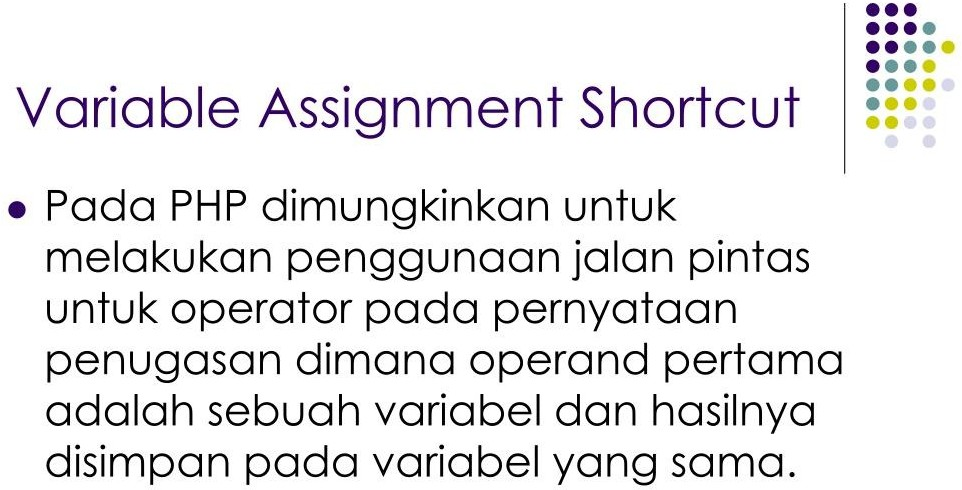 Variable Assignment Shortcut
● Pada PHP dimungkinkan untuk
melakukan penggunaan jalan pintas
untuk operator pada pernyataan
penugasan dimana operand pertama
adalah sebuah variabel dan hasilnya
disimpan pada variabel yang sama.